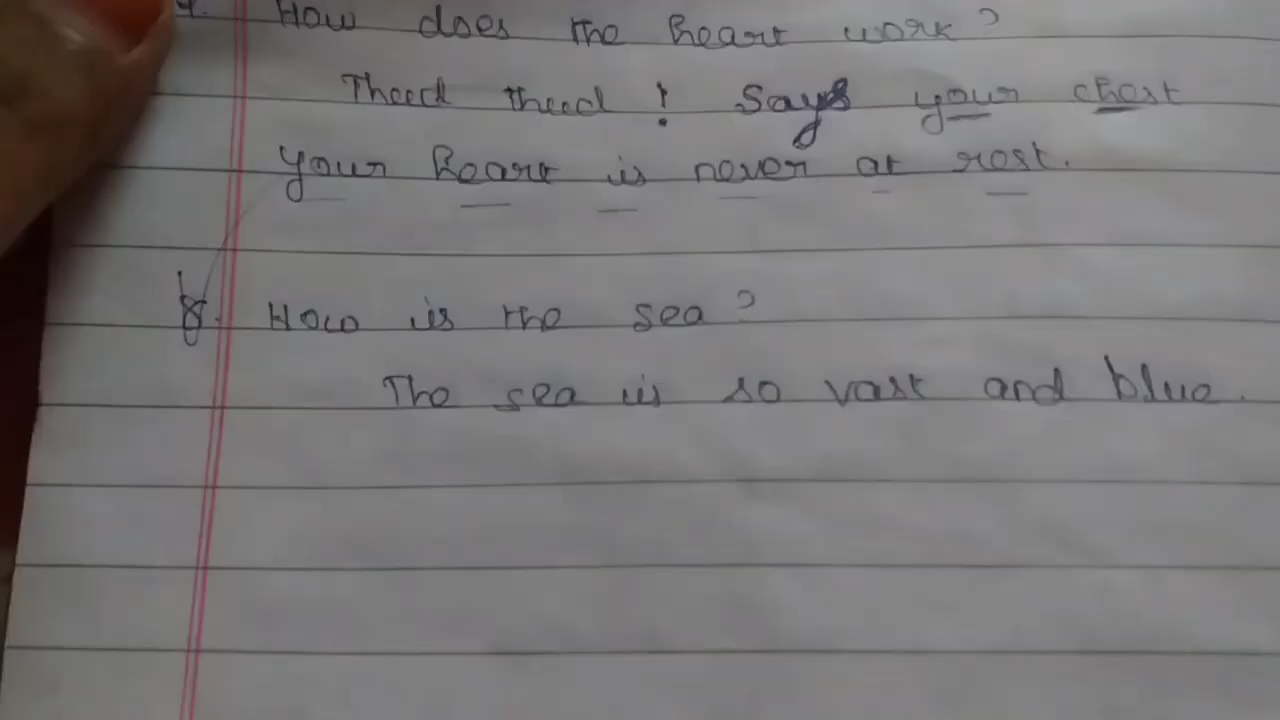 How does the heart work?
Theed theed! Says your chest
your heart is never at rest.
8. How is the sea?
The sea is so vast and blue.